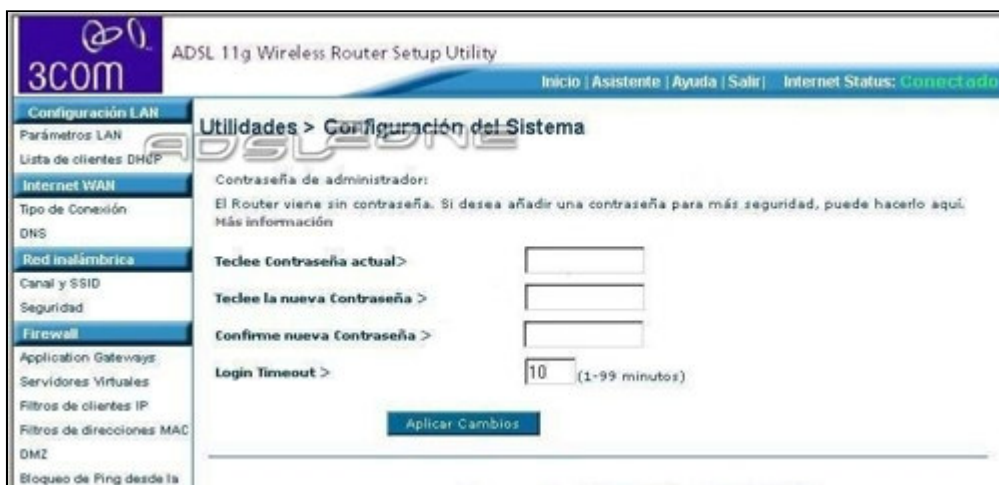 3COM
ADSL 11g Wireless Router Setup Utility
Inicio | Asistente | Ayuda | Salir | Internet Status: Conectado
Configuración LAN
Parámetros LAN
Lista de clientes DHCP
Internet WAN
Tipo de Conexión
DNS
Red inalámbrica
Canal y SSID
Seguridad
Firewall
Application Gateways
Servidores Virtuales
Filtros de clientes IP
Filtros de direcciones MAC
DMZ
Bloqueo de Ping desde la
Utilidades > Configuración del Sistema
ADSLZONE
Contraseña de administrador:
El Router viene sin contraseña. Si desea añadir una contraseña para más seguridad, puede hacerlo aquí.
Más información
Teclee Contraseña actual>
Teclee la nueva Contraseña >
Confirme nueva Contraseña >
Login Timeout > 10 (1-99 minutos)
Aplicar Cambios